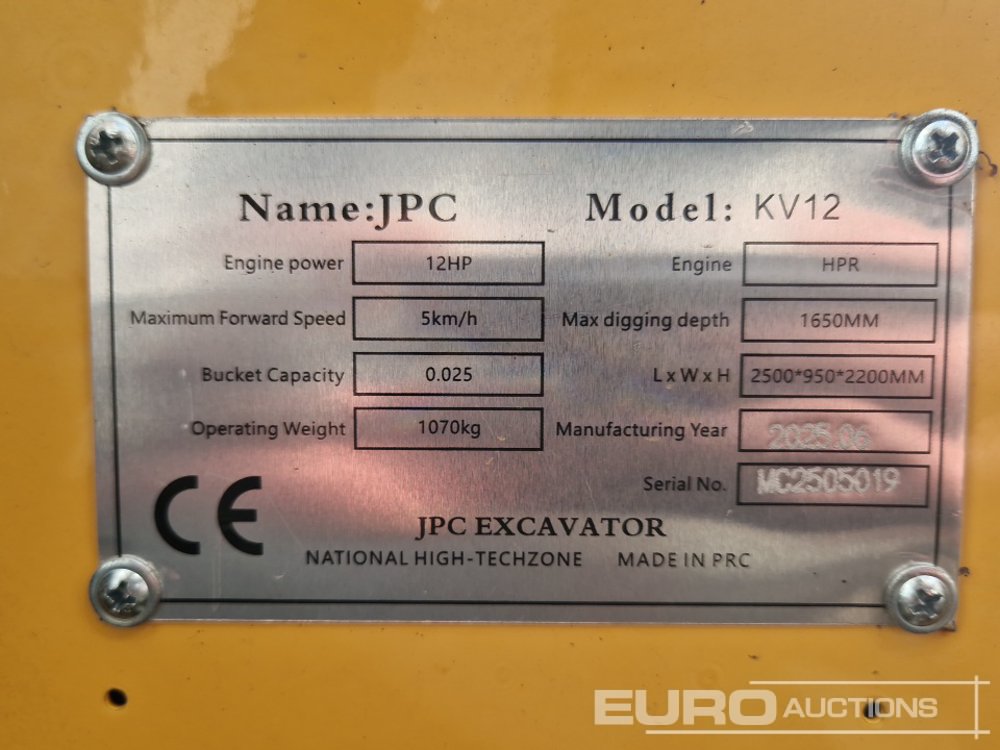 Name:JPC Model: KV12
Engine power 12HP Engine HPR
Maximum Forward Speed 5km/h Max digging depth 1650MM
Bucket Capacity 0.025 L x W x H 2500*950*2200MM
Operating Weight 1070kg Manufacturing Year 2025.06
Serial No. MC2505019
CE
JPC EXCAVATOR
NATIONAL HIGH-TECHZONE MADE IN PRC
EURO AUCTIONS